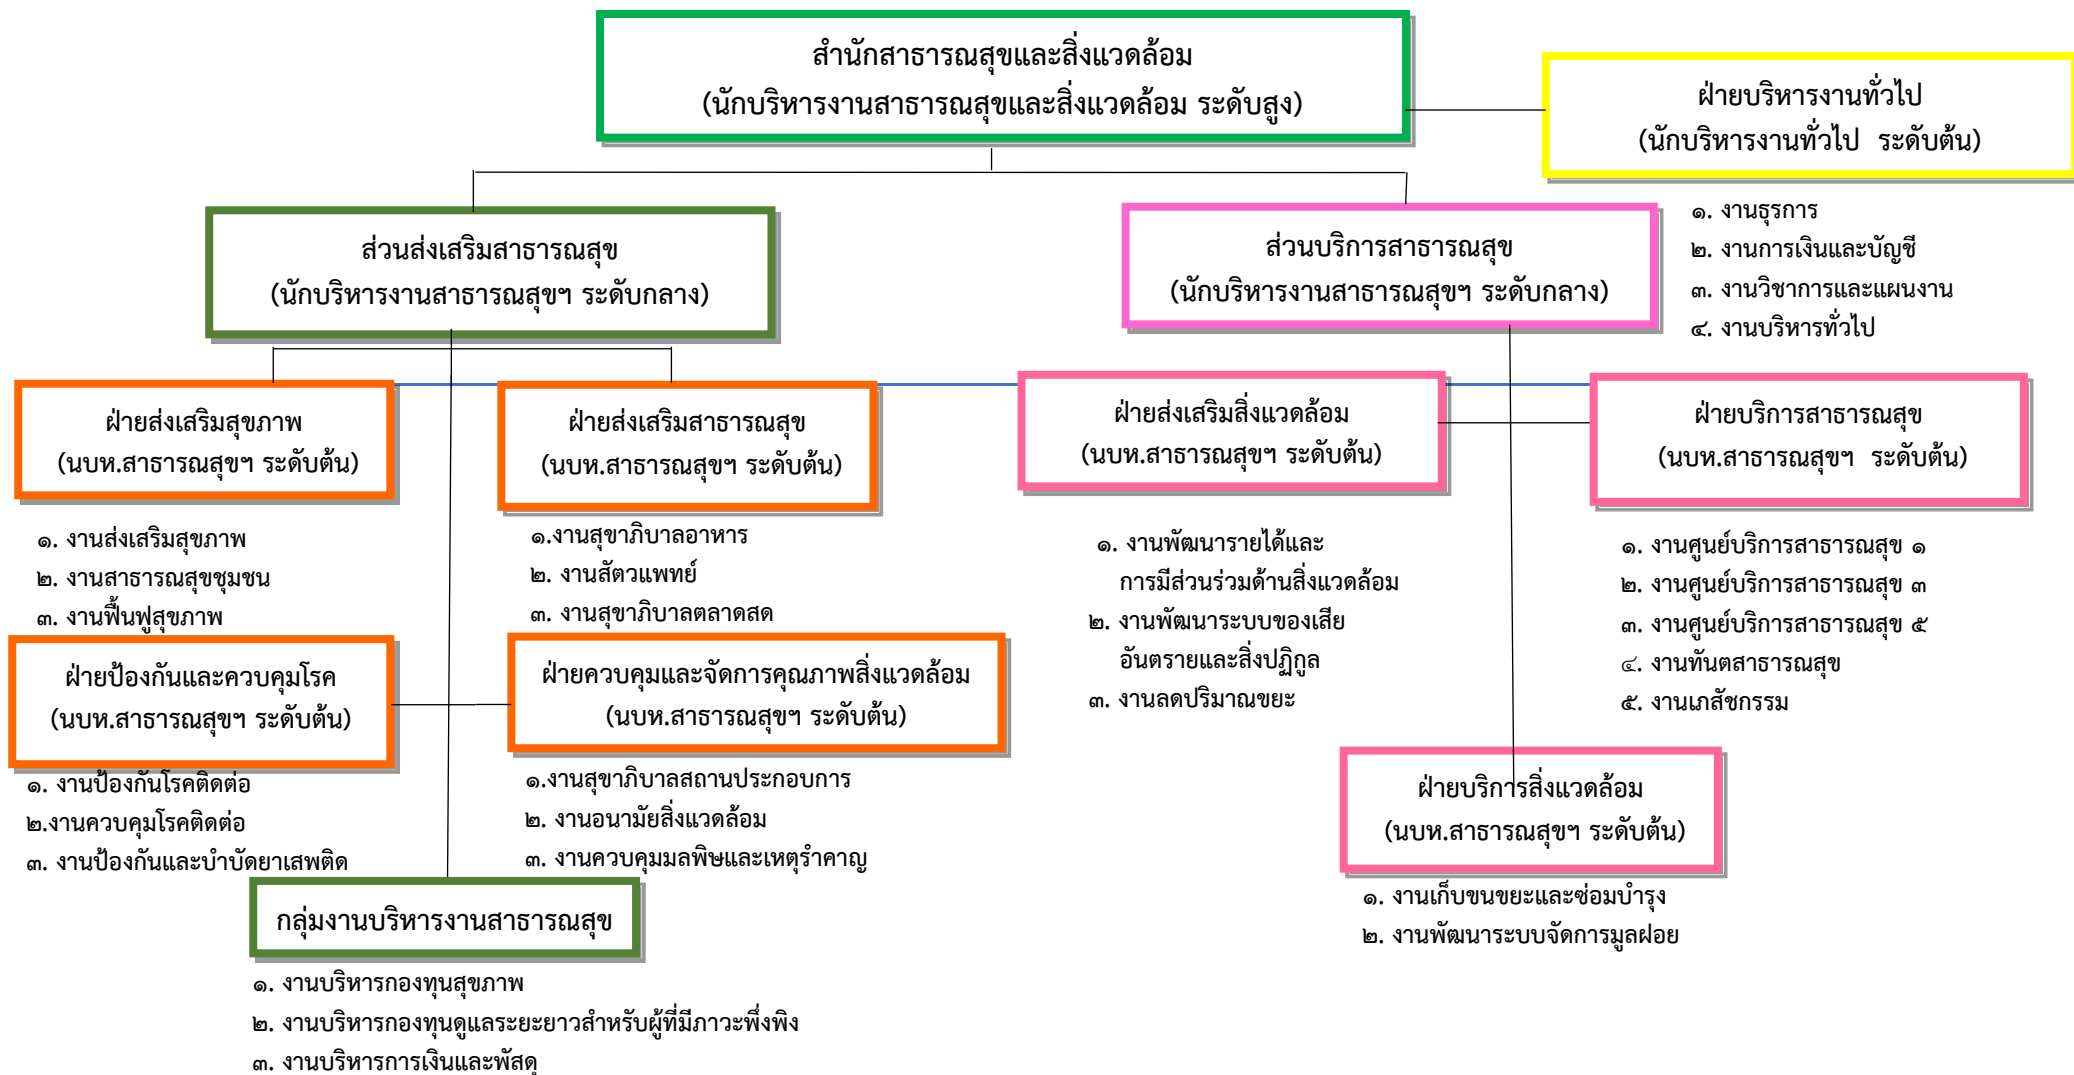 สำนักสาธารณสุขและสิ่งแวดล้อม
(นักบริหารงานสาธารณสุขและสิ่งแวดล้อม ระดับสูง)
ฝ่ายบริหารงานทั่วไป
(นักบริหารงานทั่วไป ระดับต้น)
๑. งานธุรการ
๒. งานการเงินและบัญชี
๓. งานวิชาการและแผนงาน
๔. งานบริหารทั่วไป
ส่วนส่งเสริมสาธารณสุข
(นักบริหารงานสาธารณสุขฯ ระดับกลาง)
ส่วนบริการสาธารณสุข
(นักบริหารงานสาธารณสุขฯ ระดับกลาง)
ฝ่ายส่งเสริมสุขภาพ
(นบห.สาธารณสุขฯ ระดับต้น)
๑. งานส่งเสริมสุขภาพ
๒. งานสาธารณสุขชุมชน
๓. งานฟื้นฟูสุขภาพ
ฝ่ายส่งเสริมสาธารณสุข
(นบห.สาธารณสุขฯ ระดับต้น)
๑.งานสุขาภิบาลอาหาร
๒. งานสัตวแพทย์
๓. งานสุขาภิบาลตลาดสด
ฝ่ายส่งเสริมสิ่งแวดล้อม
(นบห.สาธารณสุขฯ ระดับต้น)
๑. งานพัฒนารายได้และ
การมีส่วนร่วมด้านสิ่งแวดล้อม
๒. งานพัฒนาระบบของเสีย
อันตรายและสิ่งปฏิกูล
๓. งานลดปริมาณขยะ
ฝ่ายบริการสาธารณสุข
(นบห.สาธารณสุขฯ ระดับต้น)
๑. งานศูนย์บริการสาธารณสุข ๑
๒. งานศูนย์บริการสาธารณสุข ๓
๓. งานศูนย์บริการสาธารณสุข ๕
๔. งานทันตสาธารณสุข
๕. งานเภสัชกรรม
ฝ่ายป้องกันและควบคุมโรค
(นบห.สาธารณสุขฯ ระดับต้น)
๑. งานป้องกันโรคติดต่อ
๒.งานควบคุมโรคติดต่อ
๓. งานป้องกันและบำบัดยาเสพติด
ฝ่ายควบคุมและจัดการคุณภาพสิ่งแวดล้อม
(นบห.สาธารณสุขฯ ระดับต้น)
๑.งานสุขาภิบาลสถานประกอบการ
๒. งานอนามัยสิ่งแวดล้อม
๓. งานควบคุมมลพิษและเหตุรำคาญ
ฝ่ายบริการสิ่งแวดล้อม
(นบห.สาธารณสุขฯ ระดับต้น)
๑. งานเก็บขนขยะและซ่อมบำรุง
๒. งานพัฒนาระบบจัดการมูลฝอย
กลุ่มงานบริหารงานสาธารณสุข
๑. งานบริหารกองทุนสุขภาพ
๒. งานบริหารกองทุนดูแลระยะยาวสำหรับผู้ที่มีภาวะพึ่งพิง
๓. งานบริหารการเงินและพัสดุ